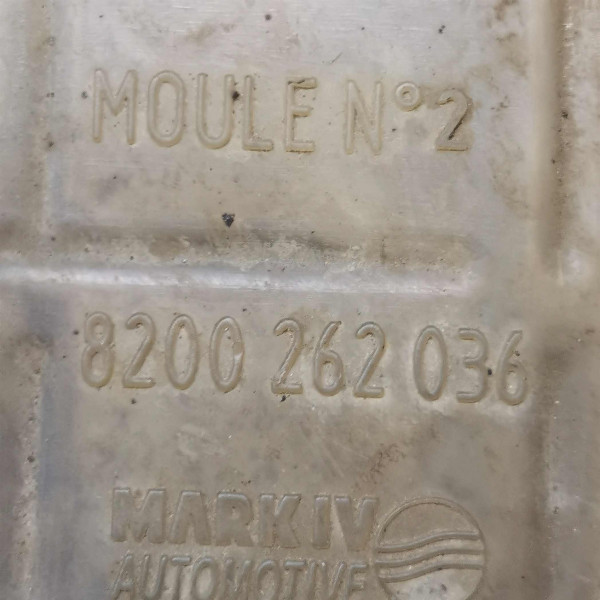 MOULE N°2
8200 262 036
MARK IV
AUTOMOTIVE